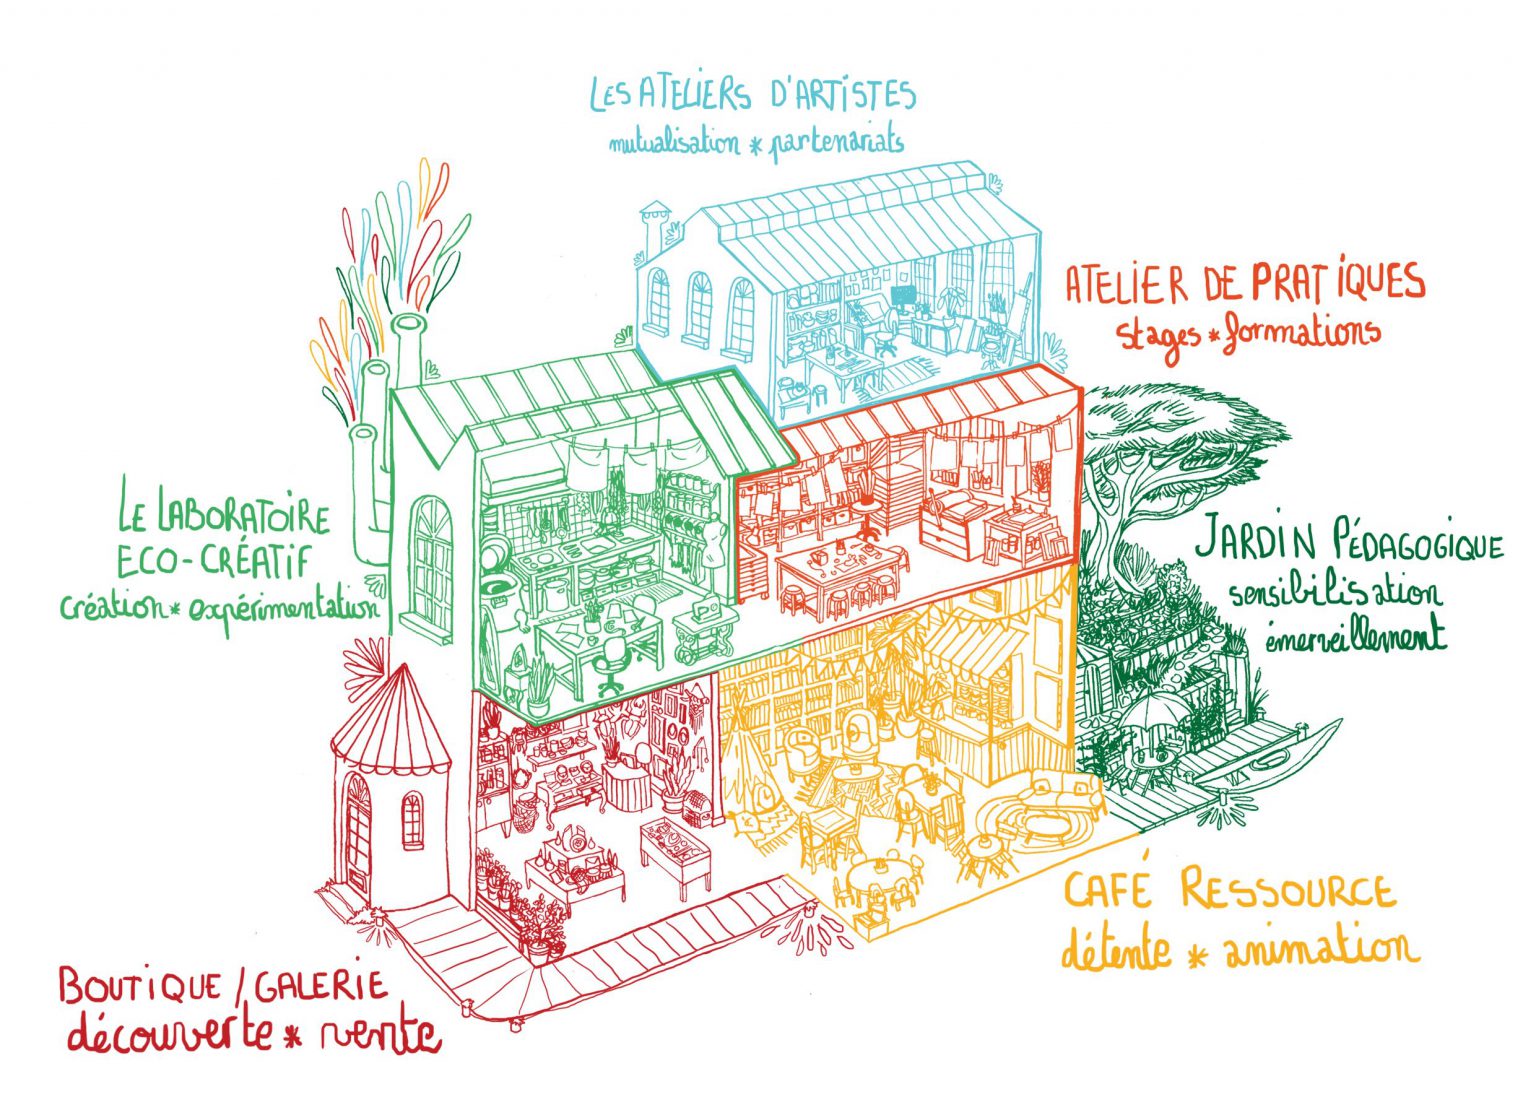 LES ATELIERS D'ARTISTES
mutualisation * partenariats
ATELIER DE PRATIQUES
stages * formations
LE LABORATOIRE
ECO-CRÉATIF
création * expérimentation
JARDIN PÉDAGOGIQUE
sensibilisation
émerveillement
CAFÉ RESSOURCE
détente * animation
BOUTIQUE / GALERIE
découverte * vente